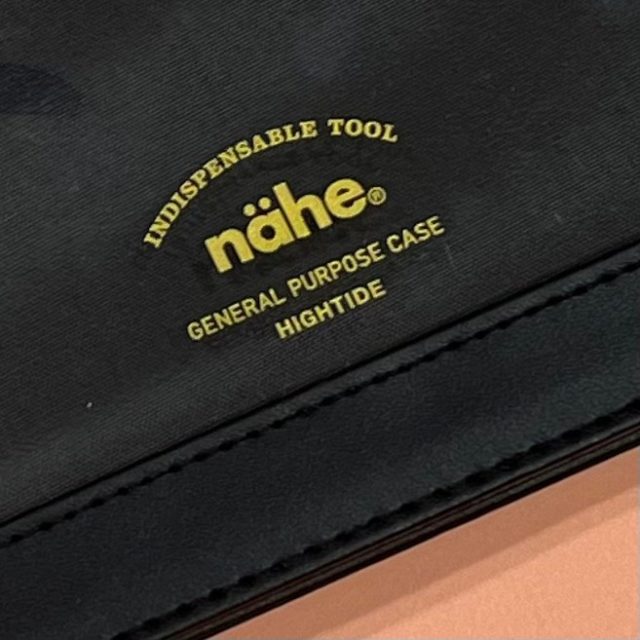 INDISPENSABLE TOOL
nähe®
GENERAL PURPOSE CASE
HIGHTIDE